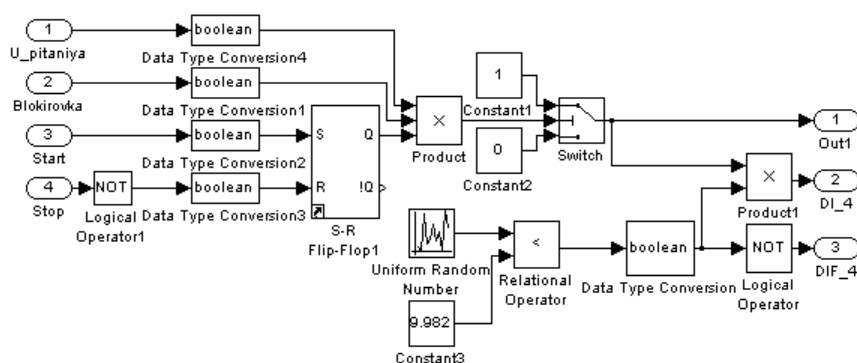 1
boolean
U_pitaniya
Data Type Conversion4
2
boolean
Blokirovka
Data Type Conversion1
3
boolean
Start
Data Type Conversion2
4
NOT
boolean
Stop
Logical
Operator1
Data Type Conversion3
S
Q
R
!Q
S-R
Flip-Flop1
×
Product
1
Constant1
0
Constant2
Switch
1
Out1
×
Product1
2
DI_4
Uniform Random
Number
<
Relational
Operator
boolean
Data Type Conversion
NOT
Logical
Operator
3
DIF_4
9.982
Constant3